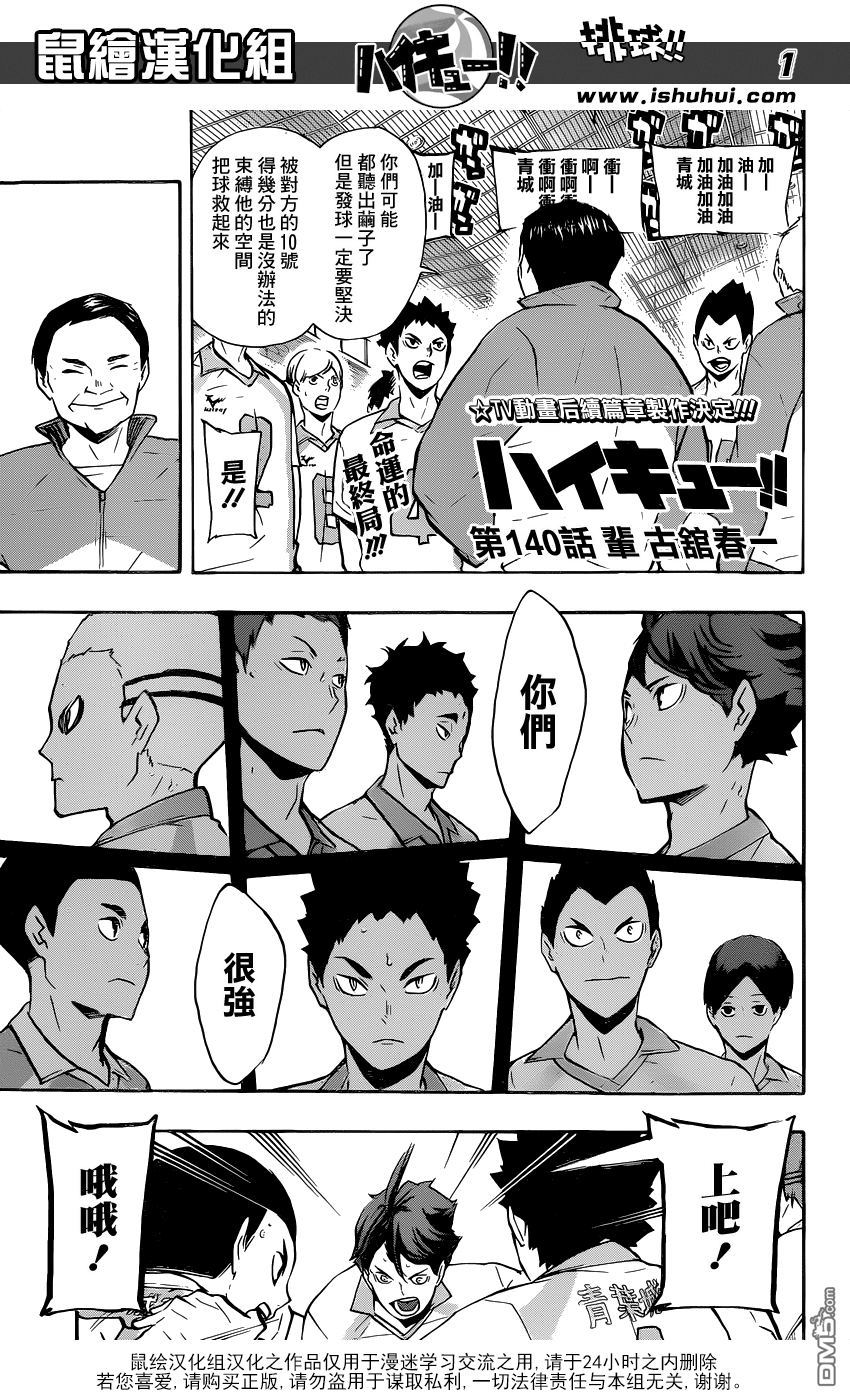 鼠繪漢化組
ハイキュー!!
排球!!
1
www.ishuhui.com
加—
油—
加油加油
加油加油
青城
衝—
啊—
衝啊衝
衝啊衝
青城
加—
油—
你們可能
都聽出繭子了
但是發球一定要堅決
被對方的10號
得幾分也是沒辦法的
束縛他的空間
把球救起來
☆TV動畫后續篇章製作決定!!!
ハイキュー!!
第140話 輩 古舘春一
命運的
最終局!!!
是!!
你們
很強
上吧!
哦哦!
青葉城
鼠绘汉化组汉化之作品仅用于漫迷学习交流之用, 请于24小时之内删除
若您喜爱, 请购买正版, 请勿用于谋取私利, 一切法律责任与本组无关, 谢谢。
DM5.com